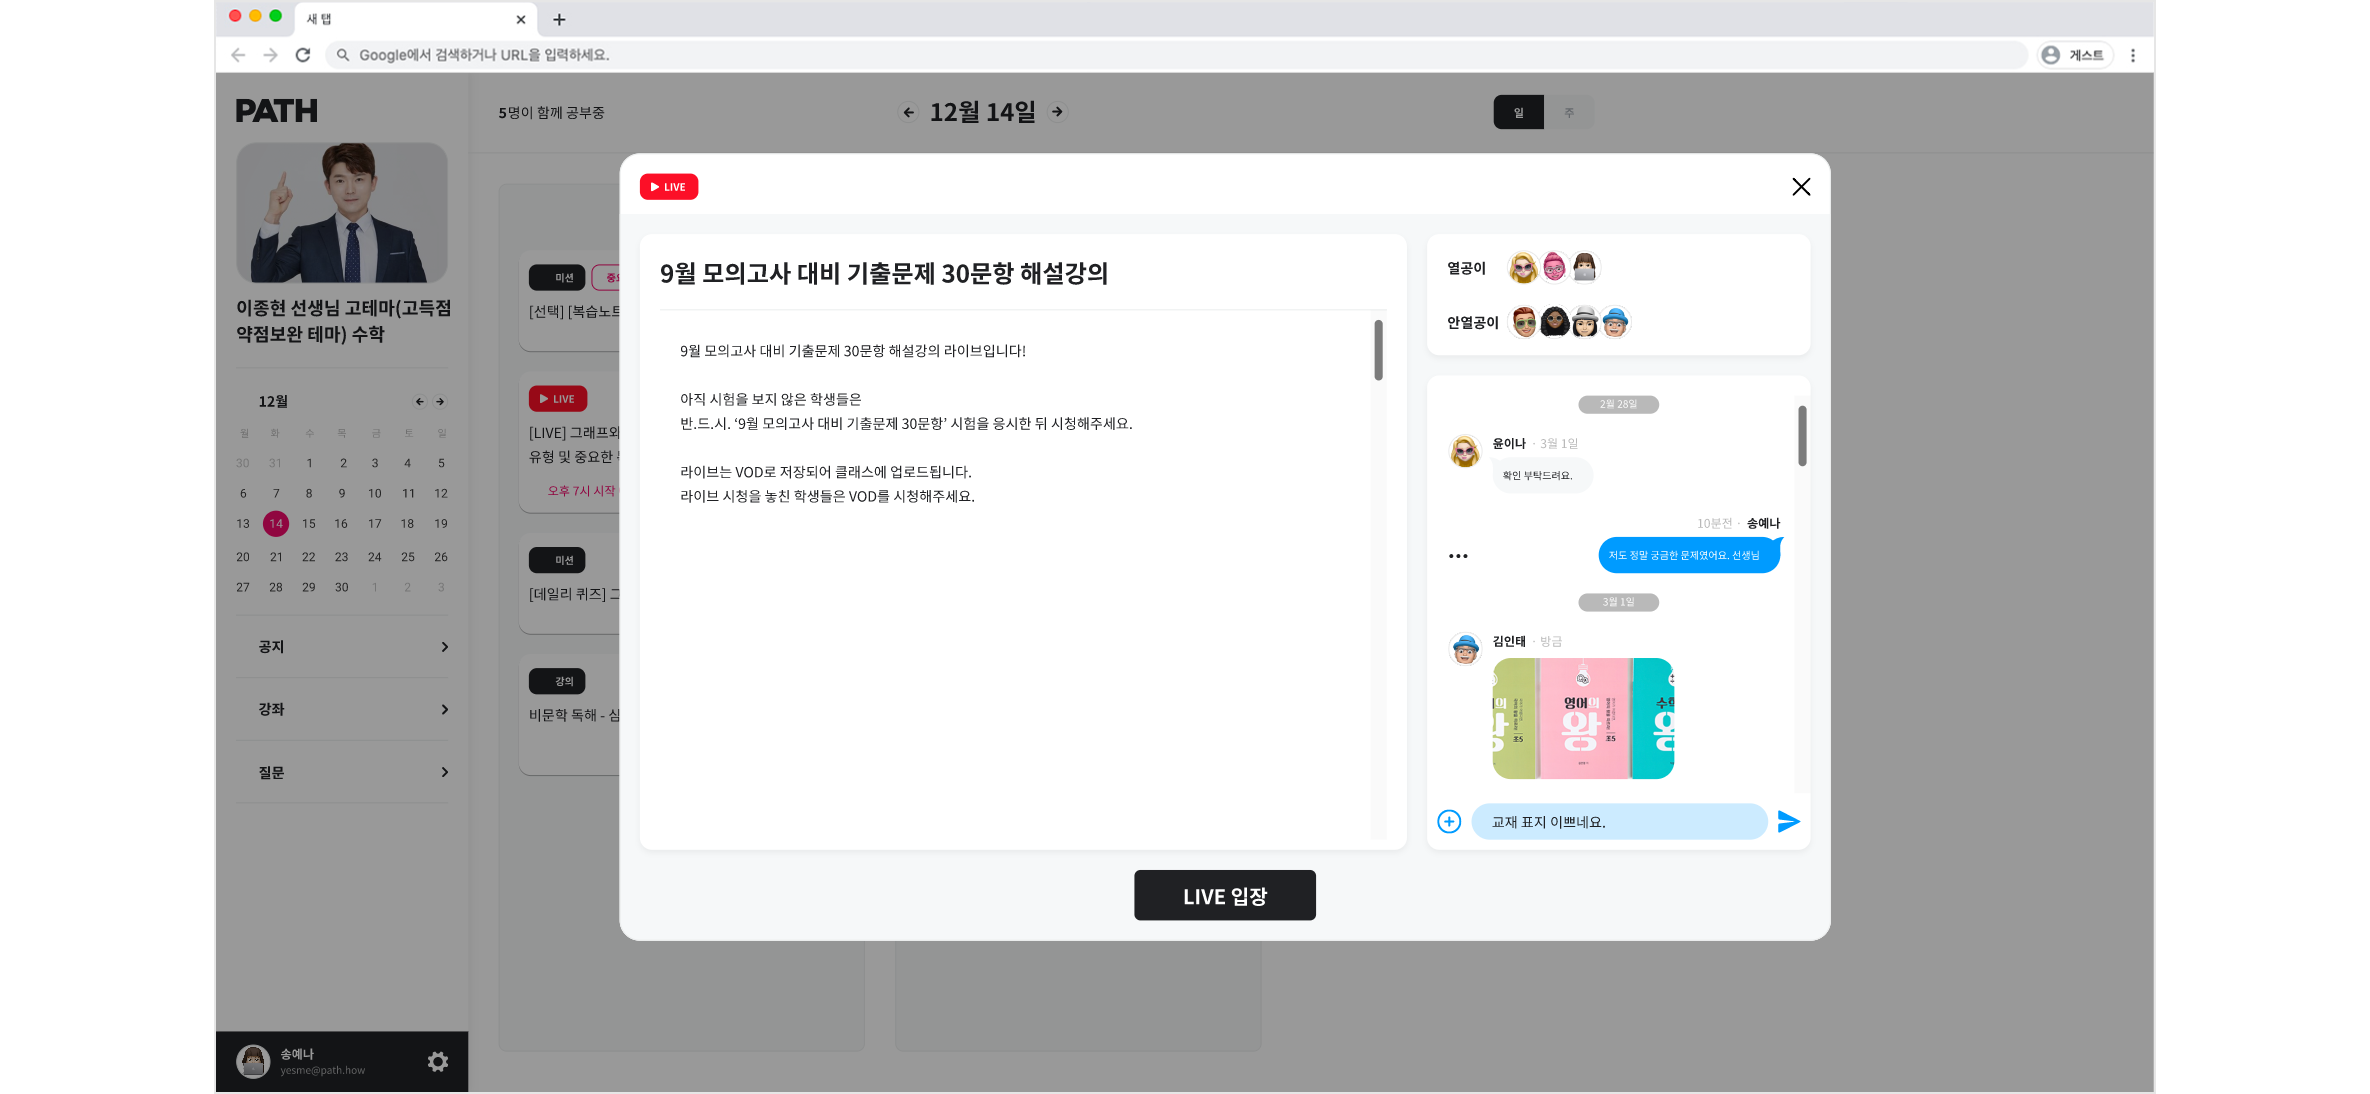 새 탭
Google에서 검색하거나 URL을 입력하세요.
게스트
PATH
5명이 함께 공부중
12월 14일
일
주
이종현 선생님 고테마(고득점
약점보완 테마) 수학
12월
월 화 수 목 금 토 일
30 31 1 2 3 4 5
6 7 8 9 10 11 12
13 14 15 16 17 18 19
20 21 22 23 24 25 26
27 28 29 30 1 2 3
공지
강좌
질문
송예나
yesme@path.how
미션
[선택] [복습노트
LIVE
[LIVE] 그래프와
유형 및 중요한
오후 7시 시작
미션
[데일리 퀴즈]
강의
비문학 독해 -
LIVE
9월 모의고사 대비 기출문제 30문항 해설강의
9월 모의고사 대비 기출문제 30문항 해설강의 라이브입니다!
아직 시험을 보지 않은 학생들은
반.드.시. ‘9월 모의고사 대비 기출문제 30문항’ 시험을 응시한 뒤 시청해주세요.
라이브는 VOD로 저장되어 클래스에 업로드됩니다.
라이브 시청을 놓친 학생들은 VOD를 시청해주세요.
열공이
안열공이
2월 28일
윤이나 · 3월 1일
확인 부탁드려요.
10분전 · 송예나
저도 정말 궁금한 문제였어요. 선생님
3월 1일
김인태 · 방금
영어의
왕
초5
초5
교재 표지 이쁘네요.
LIVE 입장